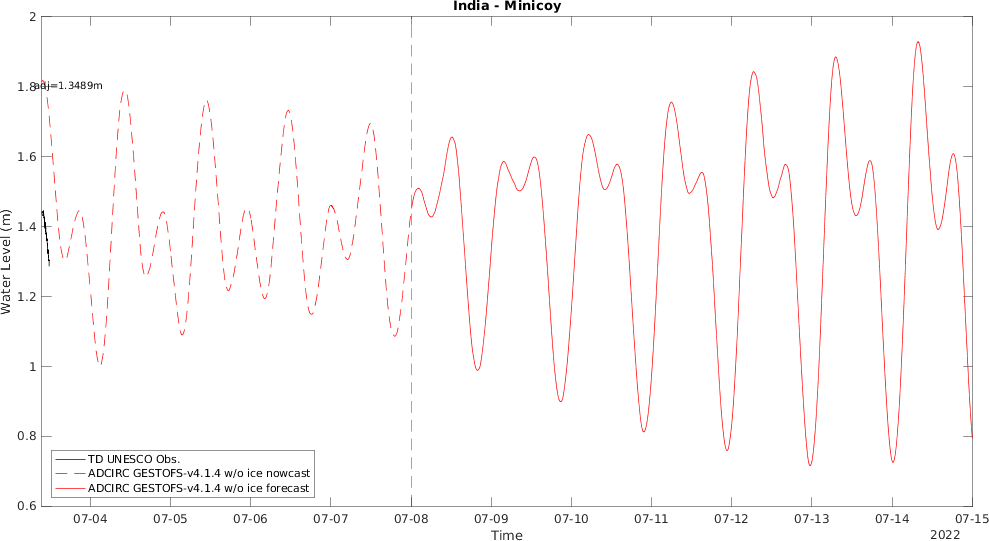 India - Minicoy
2
1.8
adj=1.3489m
1.6
1.4
1.2
1
0.8
0.6
Water Level (m)
TD UNESCO Obs.
ADCIRC GESTOFS-v4.1.4 w/o ice nowcast
ADCIRC GESTOFS-v4.1.4 w/o ice forecast
07-04 07-05 07-06 07-07 07-08 07-09 07-10 07-11 07-12 07-13 07-14 07-15
Time
2022